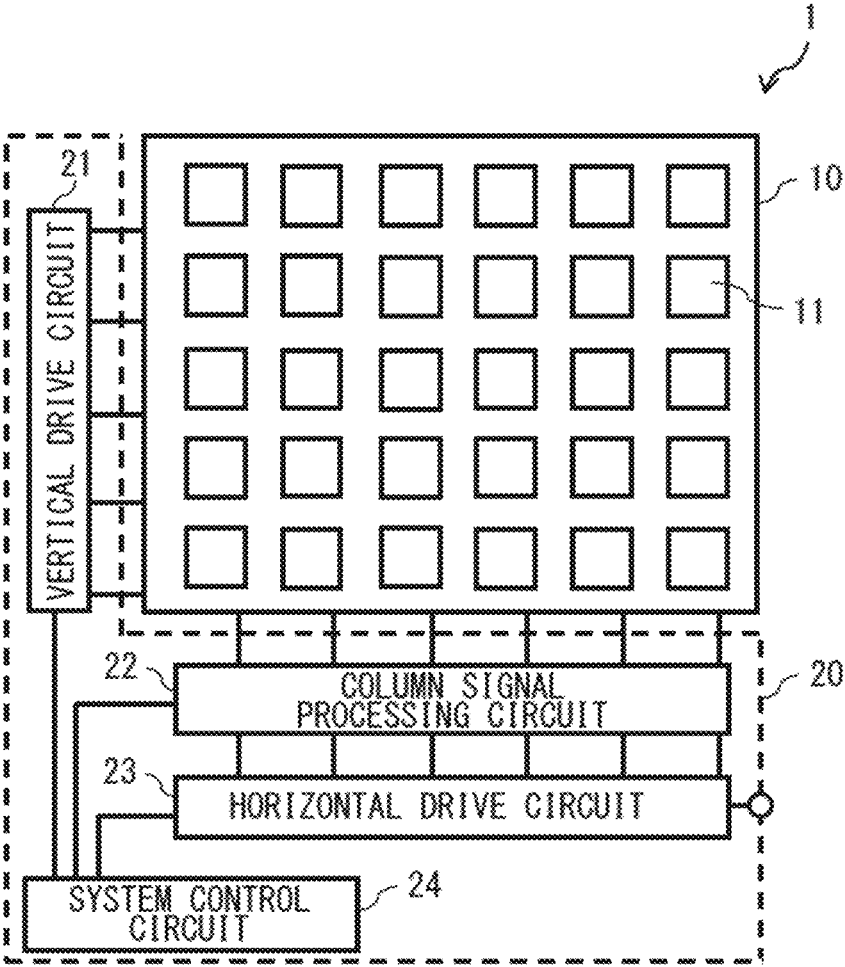 1
21
10
11
VERTICAL DRIVE CIRCUIT
22
COLUMN SIGNAL
PROCESSING CIRCUIT
20
23
HORIZONTAL DRIVE CIRCUIT
SYSTEM CONTROL
CIRCUIT
24